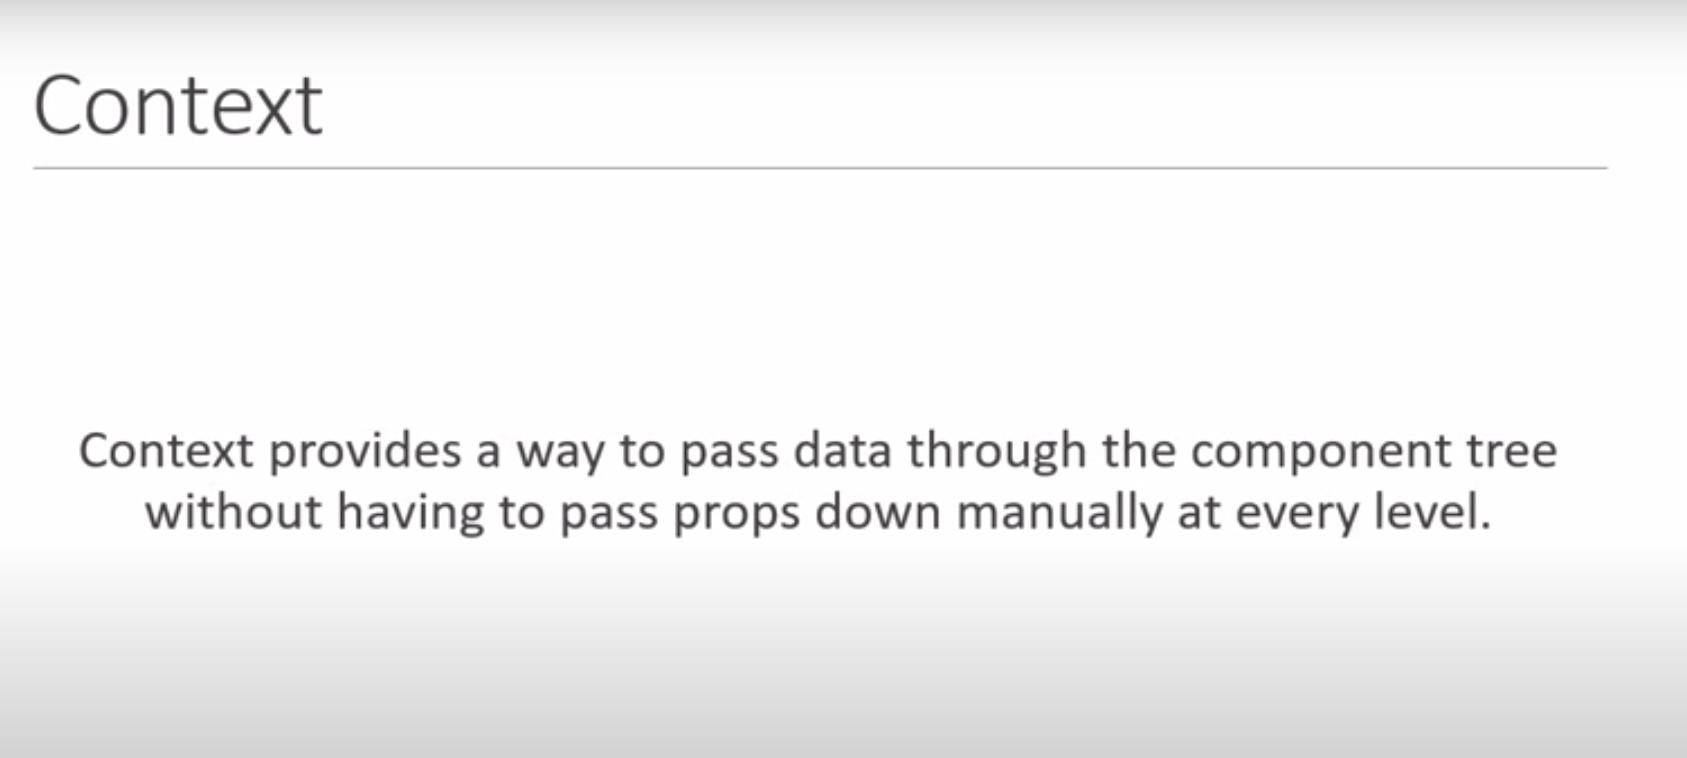 Context
Context provides a way to pass data through the component tree
without having to pass props down manually at every level.